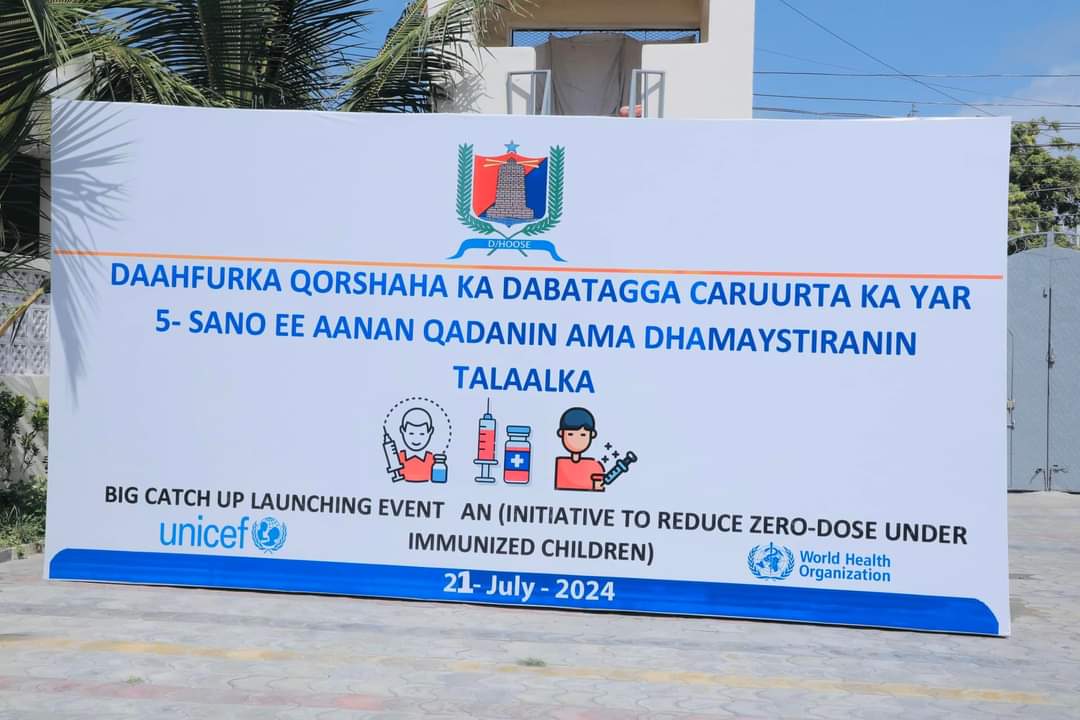 D/HOOSE
DAAHFURKA QORSHAHA KA DABATAGGA CARUURTA KA YAR
5- SANO EE AANAN QADANIN AMA DHAMAYSTIRANIN
TALAALKA
BIG CATCH UP LAUNCHING EVENT AN (INITIATIVE TO REDUCE ZERO-DOSE UNDER
IMMUNIZED CHILDREN)
unicef
World Health
Organization
21- July - 2024